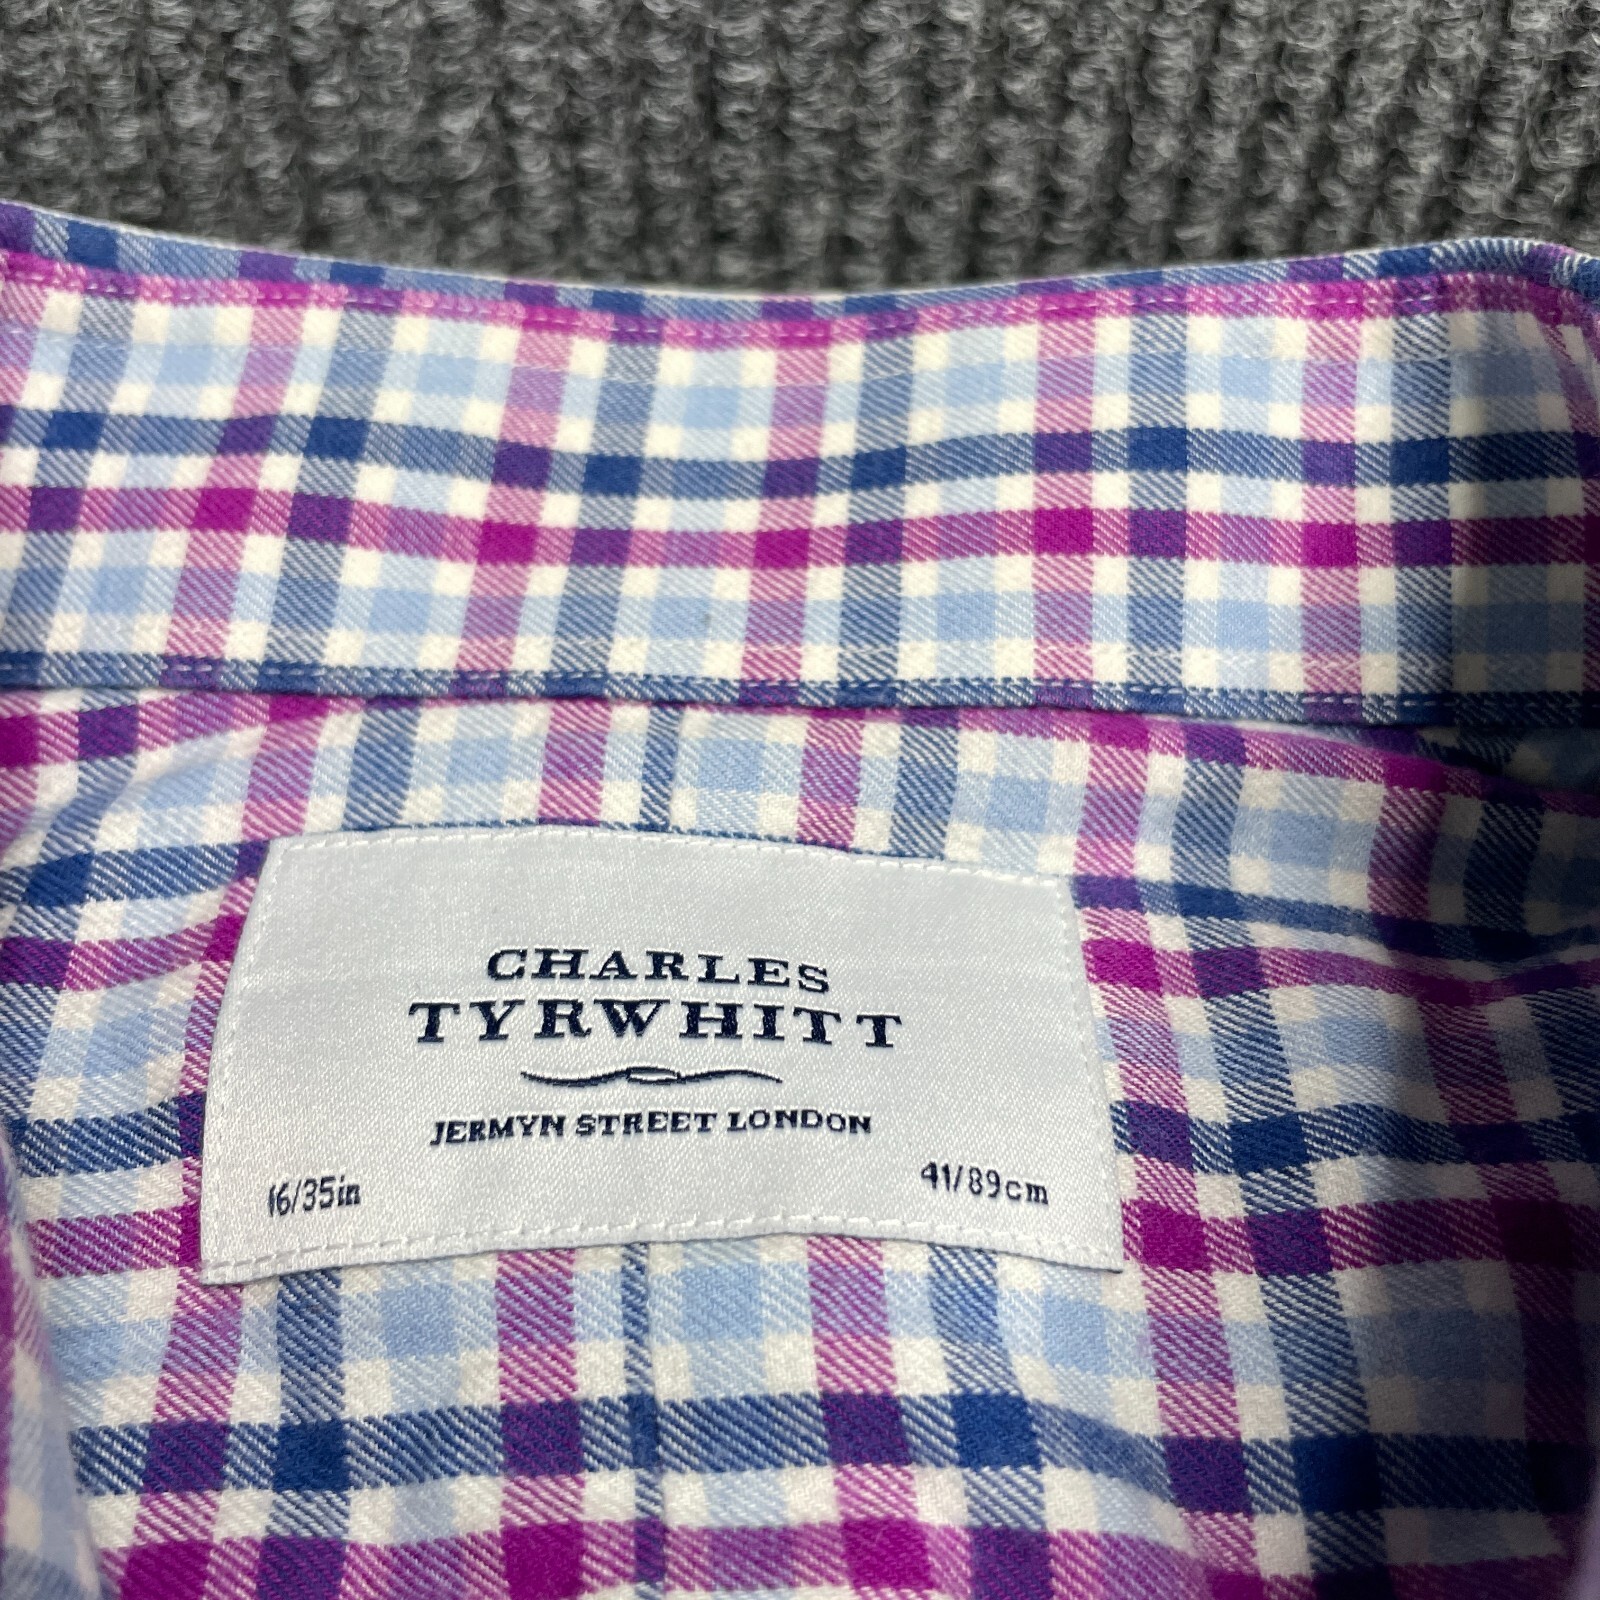 CHARLES
TYRWHITT
JERMYN STREET LONDON
16/35in
41/89cm